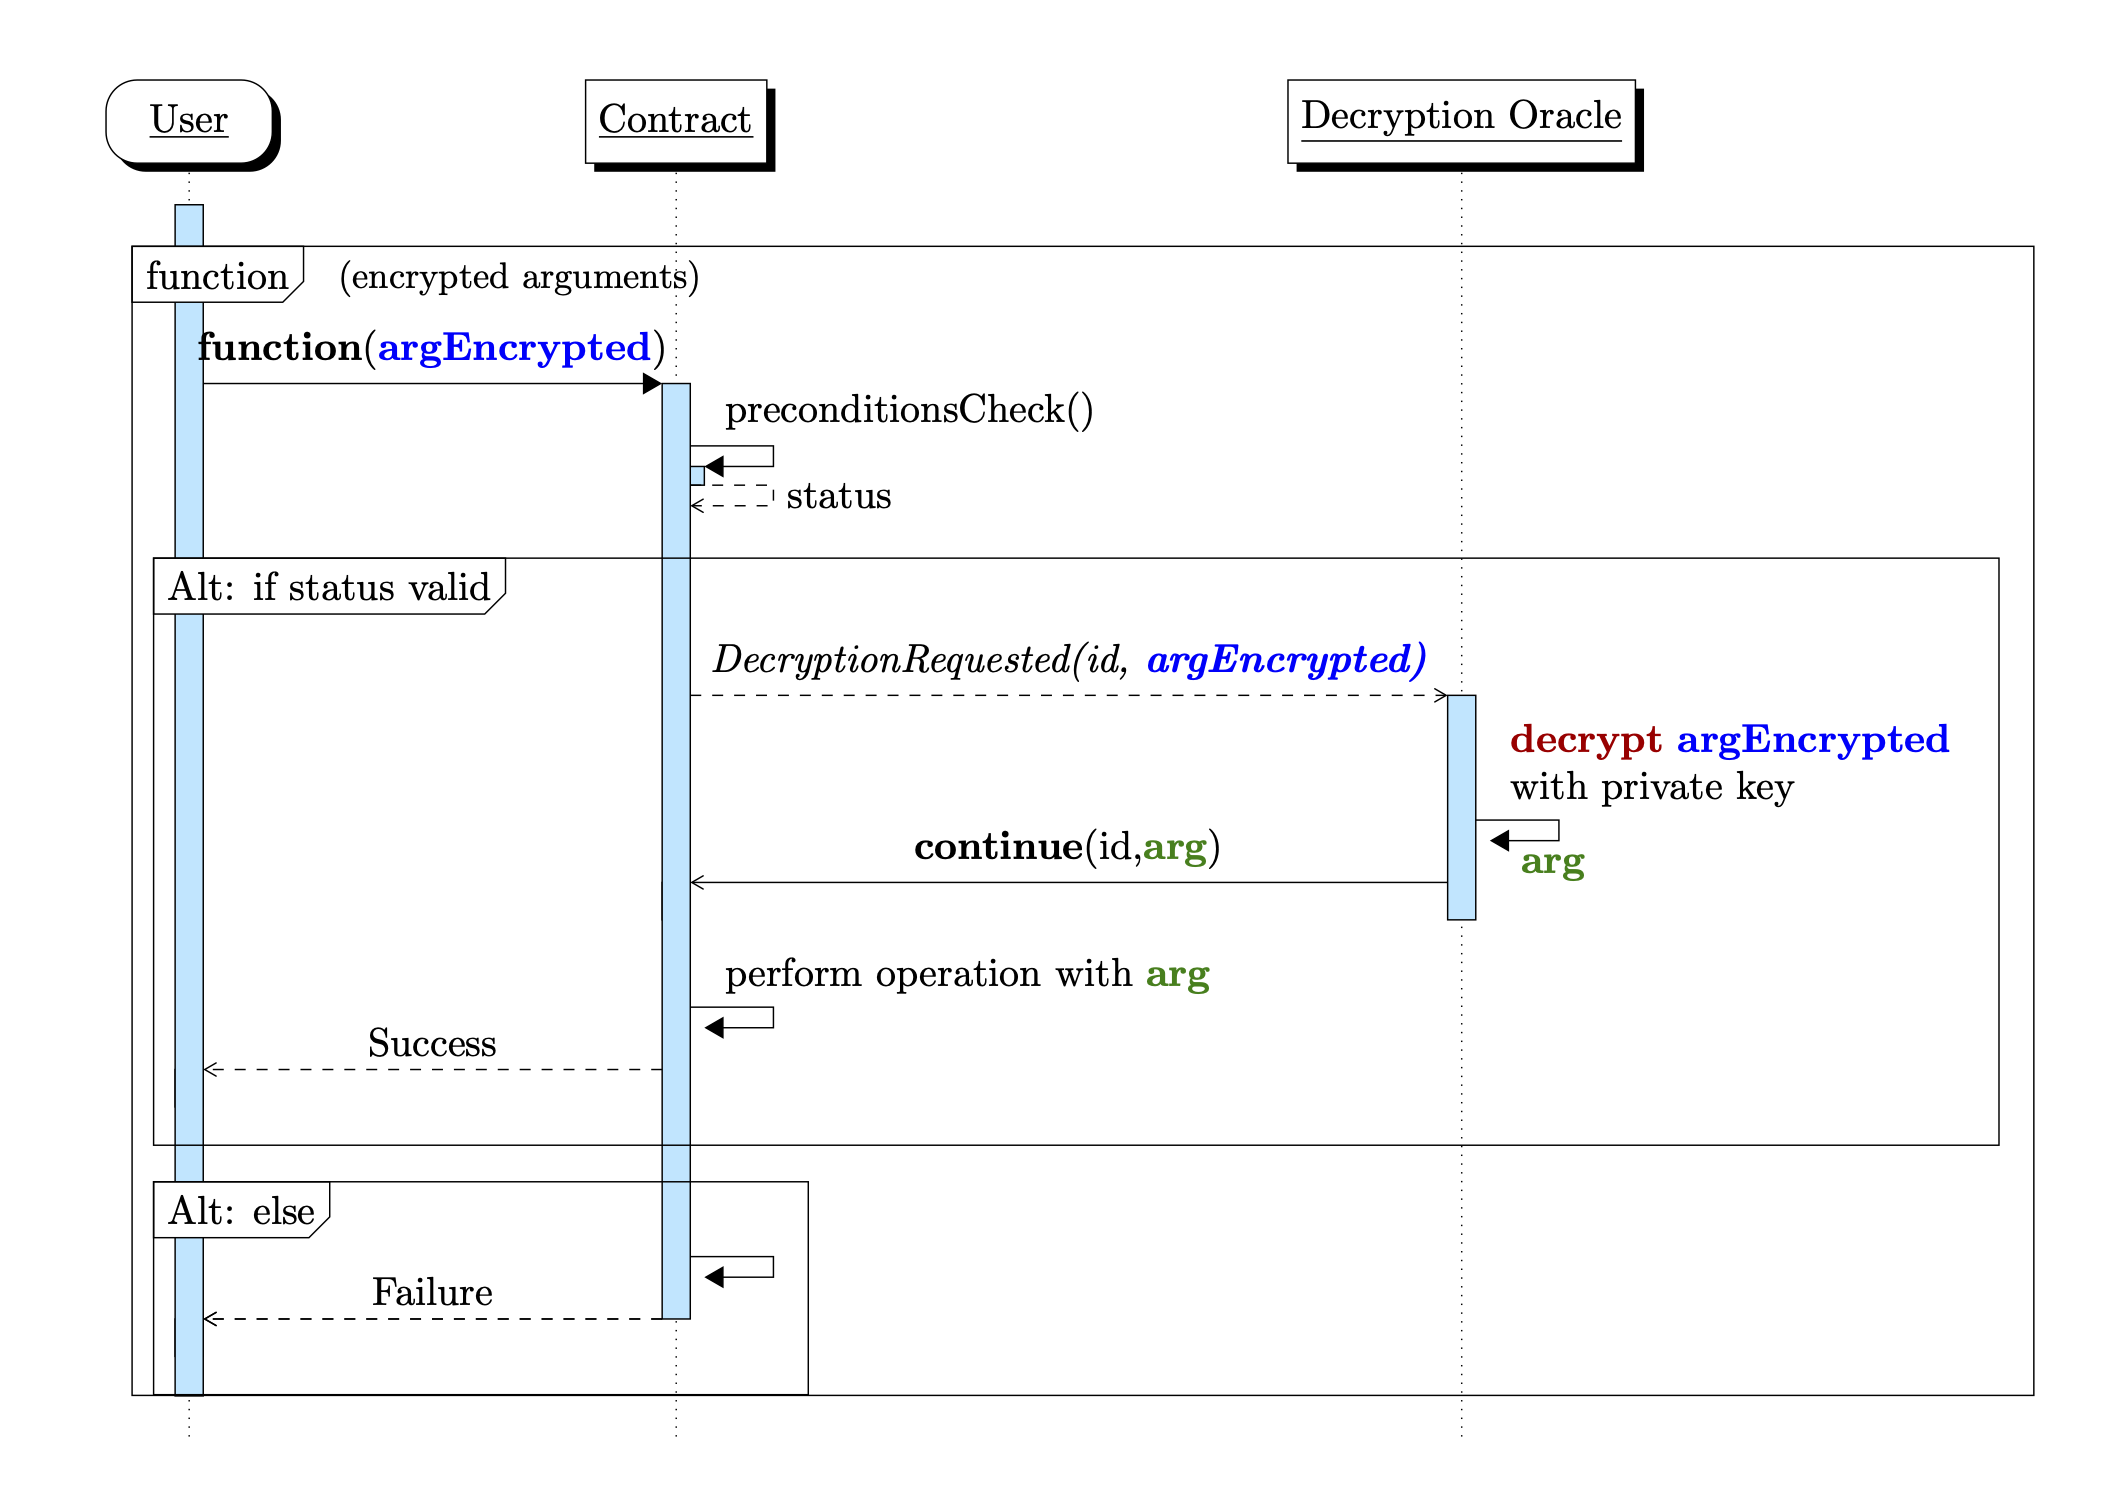 User
Contract
Decryption Oracle
function (encrypted arguments)
function(argEncrypted)
preconditionsCheck()
status
Alt: if status valid
DecryptionRequested(id, argEncrypted)
decrypt argEncrypted
with private key
continue(id,arg)
arg
perform operation with arg
Success
Alt: else
Failure